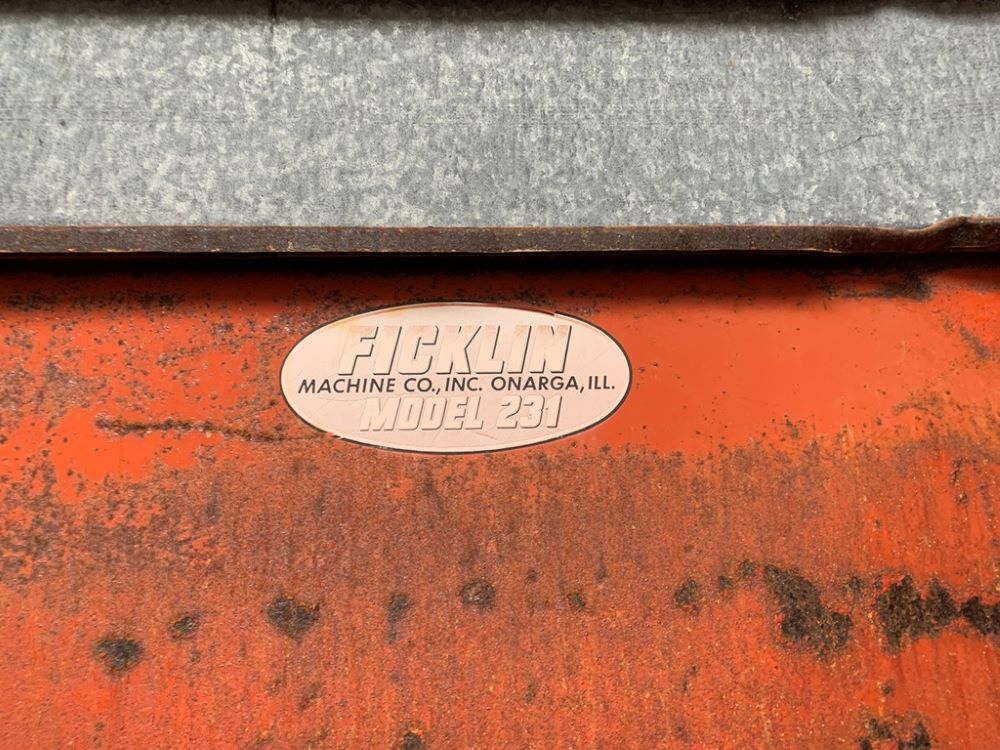 FICKLIN
MACHINE CO., INC. ONARGA, ILL.
MODEL 231